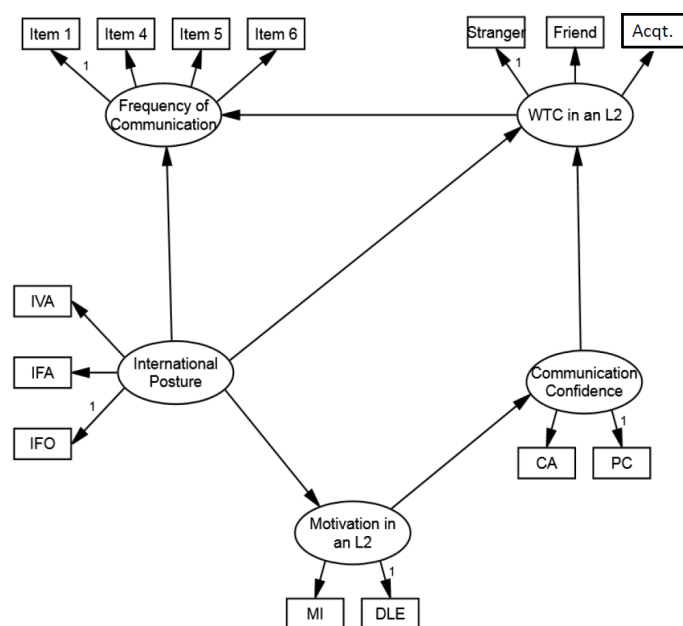 Item 1
Item 4
Item 5
Item 6
Stranger
Friend
Acqt.
1
1
Frequency of
Communication
WTC in an L2
IVA
IFA
IFO
1
International
Posture
Communication
Confidence
CA
PC
1
Motivation in
an L2
MI
DLE
1